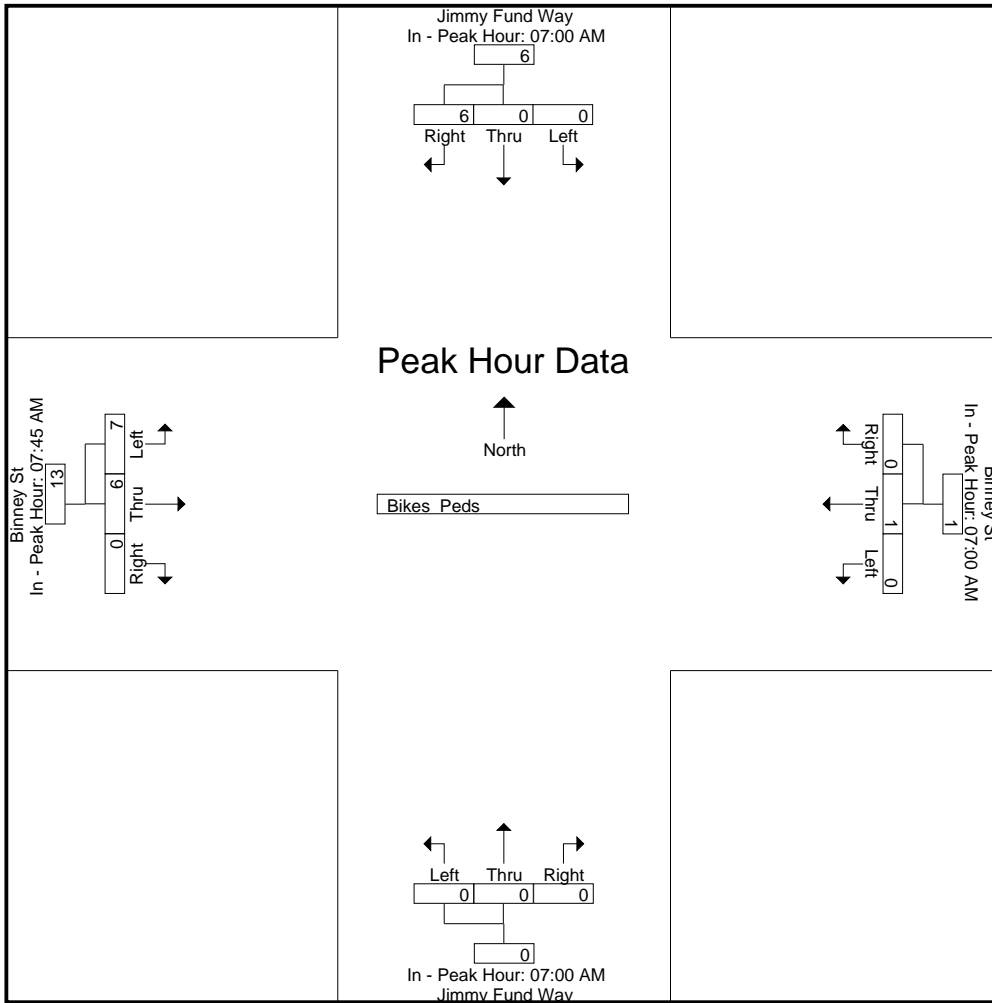 Jimmy Fund Way
In - Peak Hour: 07:00 AM
6
6 0 0
Right Thru Left
Peak Hour Data
North
Bikes Peds
Binney St
In - Peak Hour: 07:45 AM
13
7 6 0
Left Thru Right
Binney St
In - Peak Hour: 07:00 AM
1
0 1 0
Right Thru Left
Left Thru Right
0 0 0
0
In - Peak Hour: 07:00 AM
Jimmy Fund Way